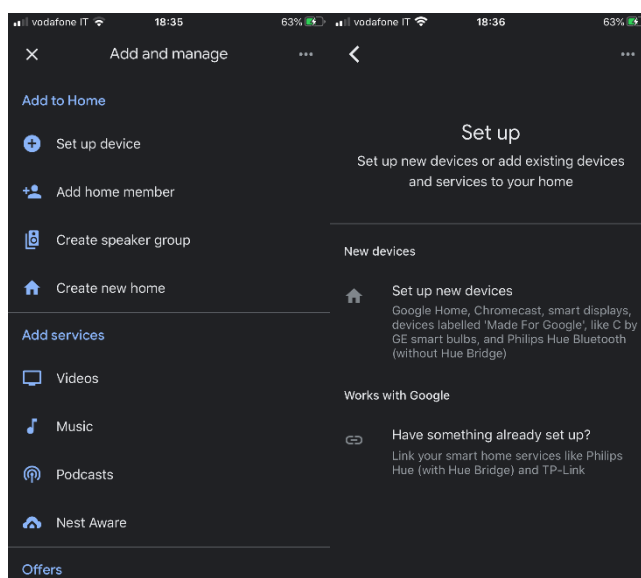 vodafone IT 18:35 63%
Add and manage
Add to Home
Set up device
Add home member
Create speaker group
Create new home
Add services
Videos
Music
Podcasts
Nest Aware
Offers
vodafone IT 18:36 63%
Set up
Set up new devices or add existing devices
and services to your home
New devices
Set up new devices
Google Home, Chromecast, smart displays,
devices labelled 'Made For Google', like C by
GE smart bulbs, and Philips Hue Bluetooth
(without Hue Bridge)
Works with Google
Have something already set up?
Link your smart home services like Philips
Hue (with Hue Bridge) and TP-Link